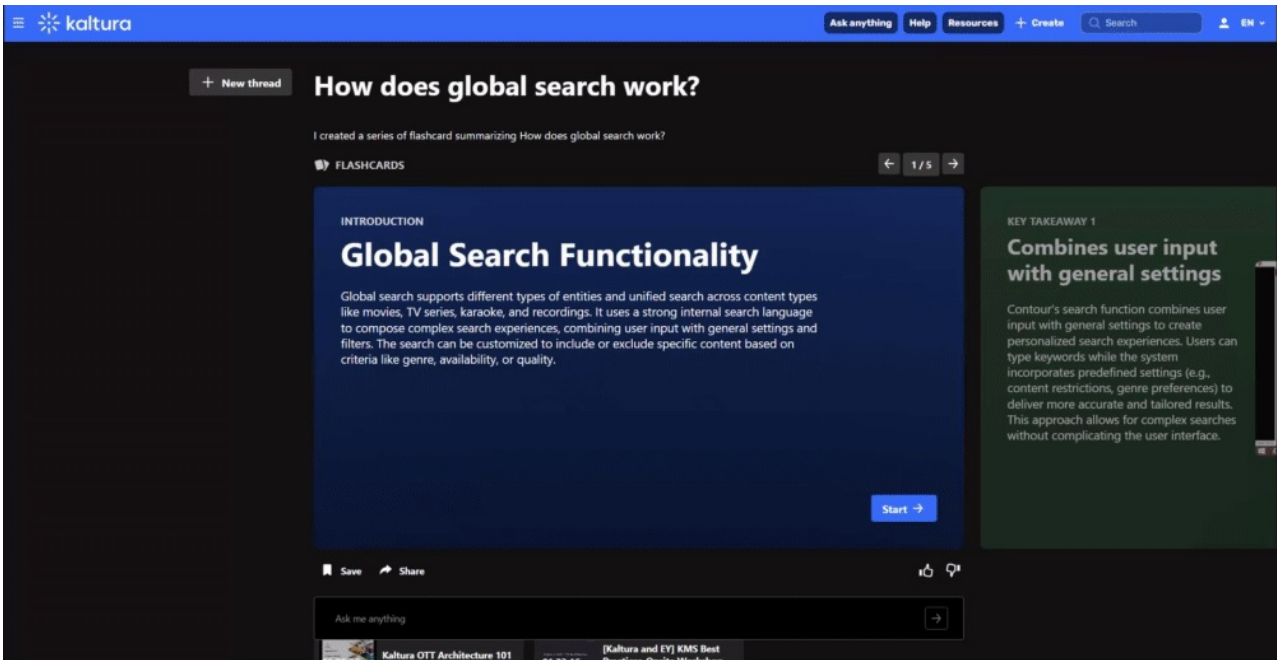 kaltura
Ask anything Help Resources + Create Search EN
+ New thread
How does global search work?
I created a series of flashcard summarizing How does global search work?
FLASHCARDS
1/5
INTRODUCTION
Global Search Functionality
Global search supports different types of entities and unified search across content types
like movies, TV series, karaoke, and recordings. It uses a strong internal search language
to compose complex search experiences, combining user input with general settings and
filters. The search can be customized to include or exclude specific content based on
criteria like genre, availability, or quality.
Start →
KEY TAKEAWAY 1
Combines user input
with general settings
Contour's search function combines user
input with general settings to create
personalized search experiences. Users can
type keywords while the system
incorporates predefined settings (e.g.,
content restrictions, genre preferences) to
deliver more accurate and tailored results.
This approach allows for complex searches
without complicating the user interface.
Save Share
Ask me anything
Kaltura OTT Architecture 101
[Kaltura and EY] KMS Best
Practices Onsite Workshop